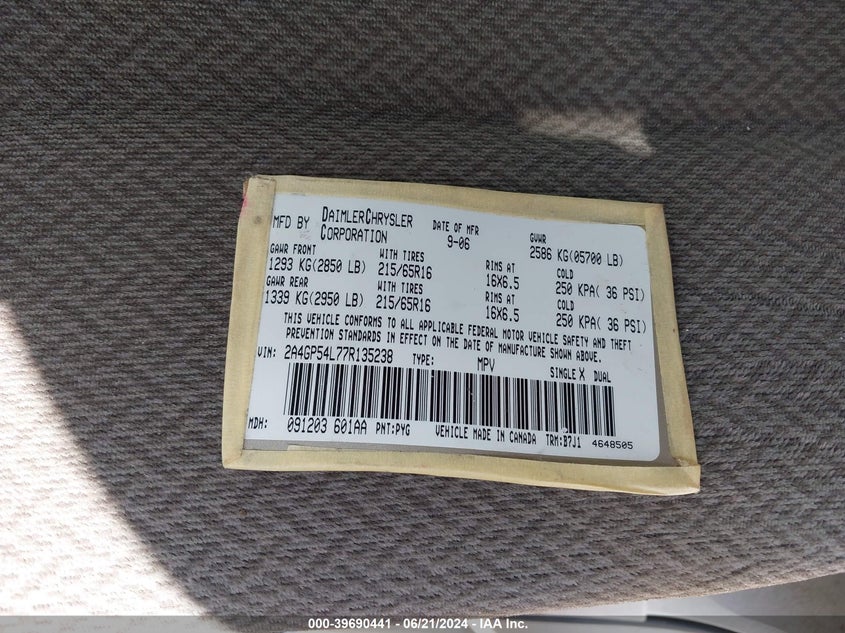 MFD BY DAIMLERCHRYSLER CORPORATION DATE OF MFR 9-06 GVWR 2586 KG(05700 LB)
GAWR FRONT WITH TIRES RIMS AT COLD
1293 KG(2850 LB) 215/65R16 16X6.5 250 KPA( 36 PSI)
GAWR REAR WITH TIRES RIMS AT COLD
1339 KG(2950 LB) 215/65R16 16X6.5 250 KPA( 36 PSI)
THIS VEHICLE CONFORMS TO ALL APPLICABLE FEDERAL MOTOR VEHICLE SAFETY AND THEFT
PREVENTION STANDARDS IN EFFECT ON THE DATE OF MANUFACTURE SHOWN ABOVE.
VIN: 2A4GP54L77R135238 TYPE: MPV SINGLE X DUAL
MDH: 091203 601AA PNT:PYG VEHICLE MADE IN CANADA TRM:B7J1 4648505
000-39690441 - 06/21/2024 - IAA Inc.